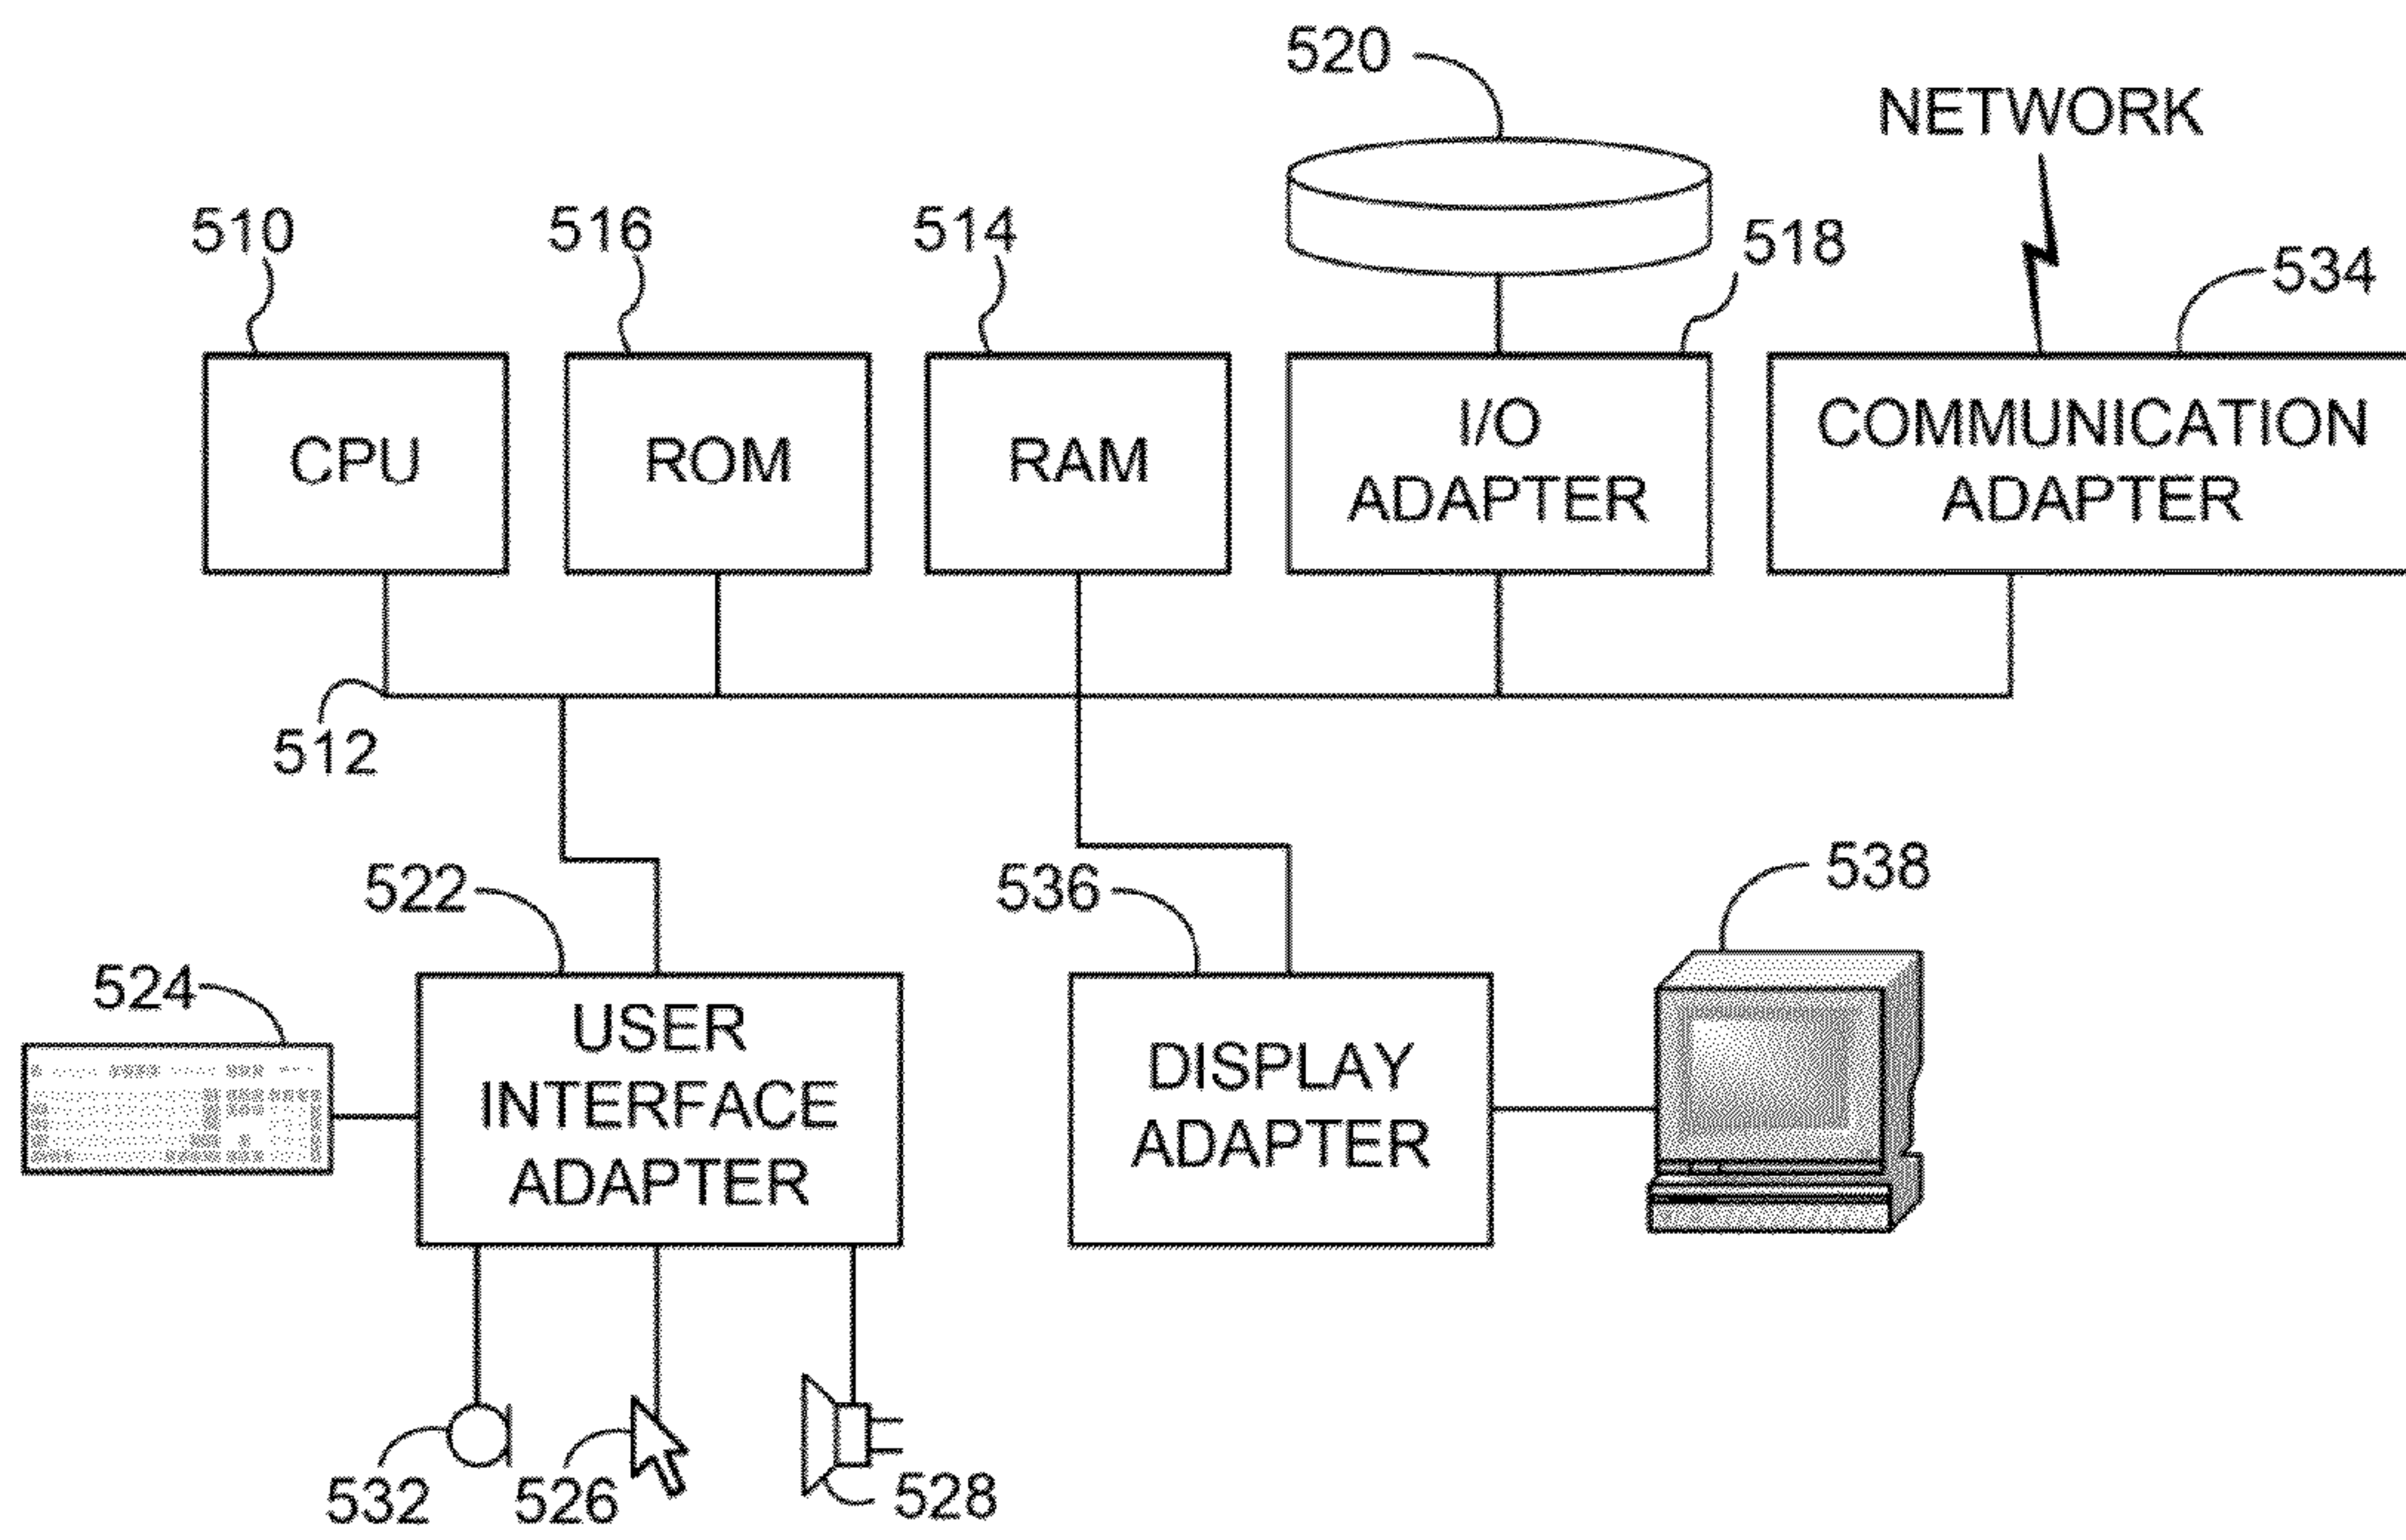 520
NETWORK
510
516
514
518
534
CPU
ROM
RAM
I/O
ADAPTER
COMMUNICATION
ADAPTER
512
522
536
538
524
USER
INTERFACE
ADAPTER
DISPLAY
ADAPTER
532
526
528